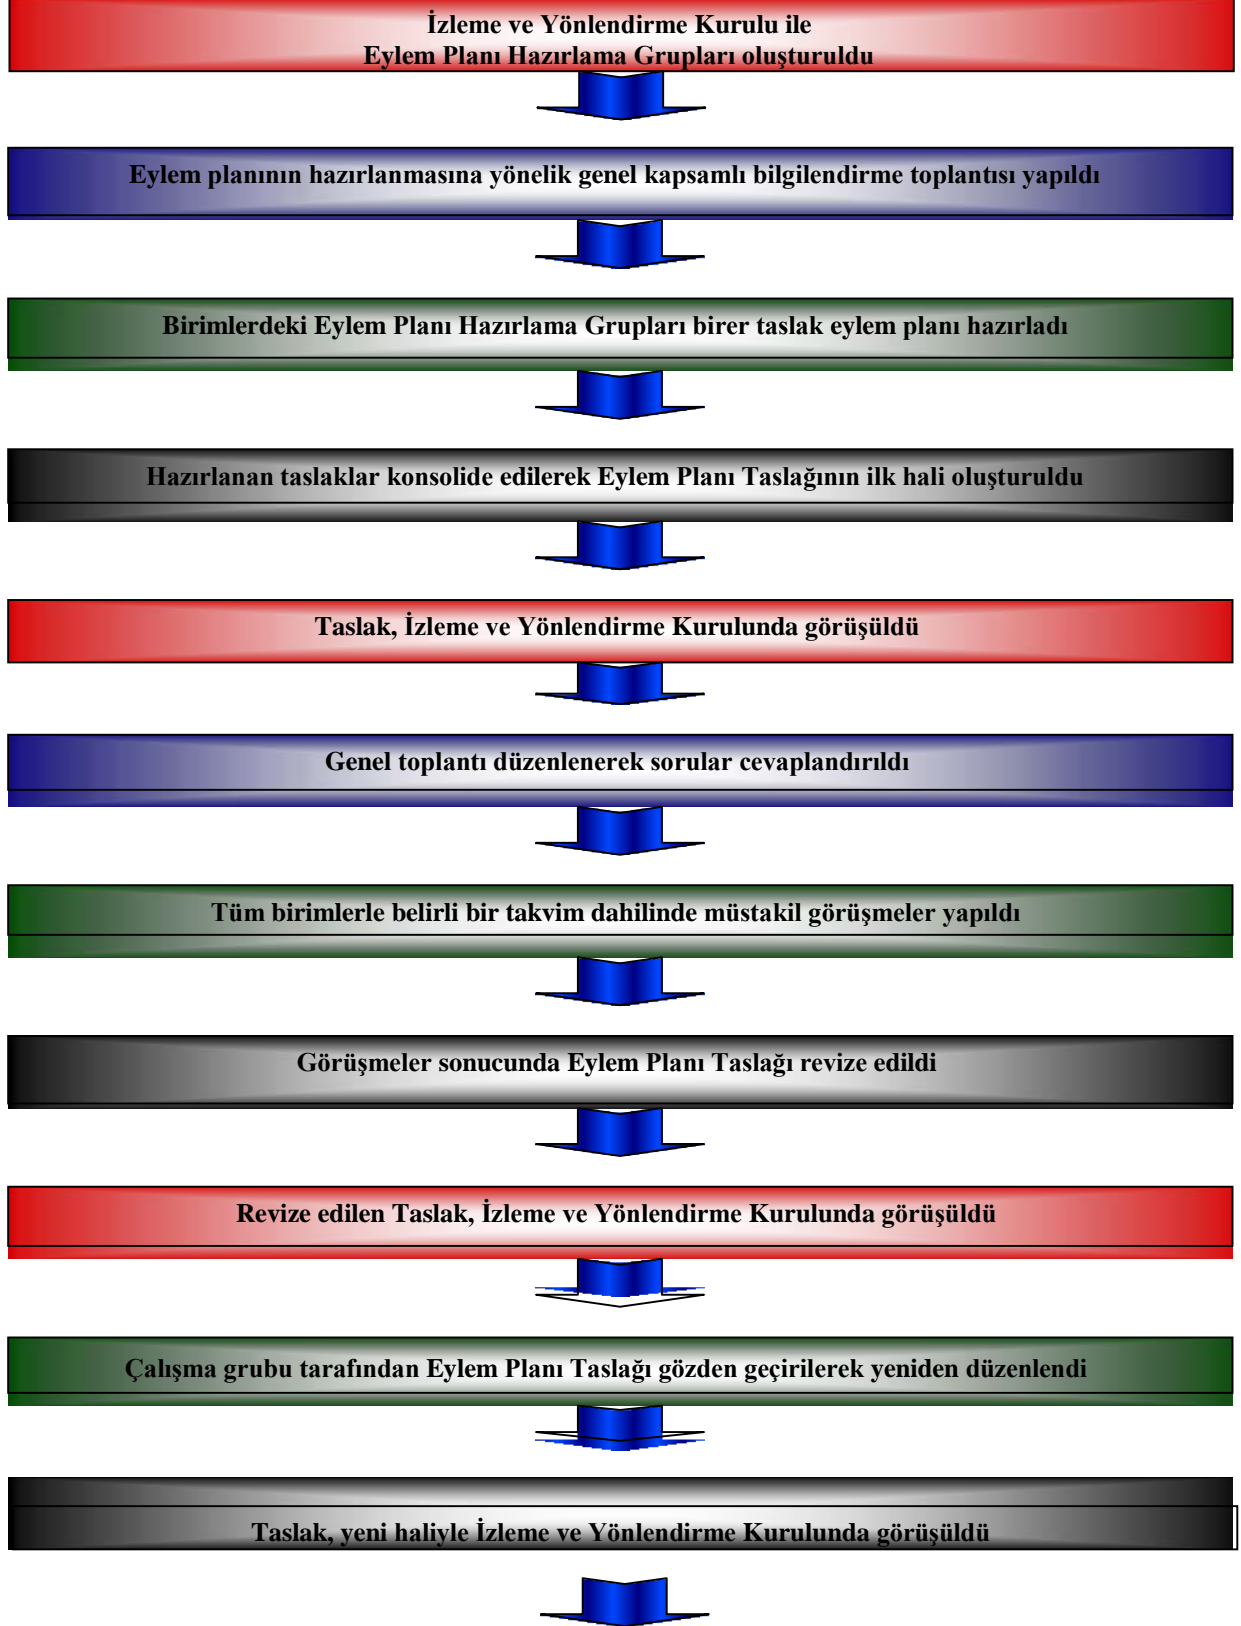 İzleme ve Yönlendirme Kurulu ile
Eylem Planı Hazırlama Grupları oluşturuldu
Eylem planının hazırlanmasına yönelik genel kapsamlı bilgilendirme toplantısı yapıldı
Birimlerdeki Eylem Planı Hazırlama Grupları birer taslak eylem planı hazırladı
Hazırlanan taslaklar konsolide edilerek Eylem Planı Taslağının ilk hali oluşturuldu
Taslak, İzleme ve Yönlendirme Kurulunda görüşüldü
Genel toplantı düzenlenerek sorular cevaplandırıldı
Tüm birimlerle belirli bir takvim dahilinde müstakil görüşmeler yapıldı
Görüşmeler sonucunda Eylem Planı Taslağı revize edildi
Revize edilen Taslak, İzleme ve Yönlendirme Kurulunda görüşüldü
Çalışma grubu tarafından Eylem Planı Taslağı gözden geçirilerek yeniden düzenlendi
Taslak, yeni haliyle İzleme ve Yönlendirme Kurulunda görüşüldü